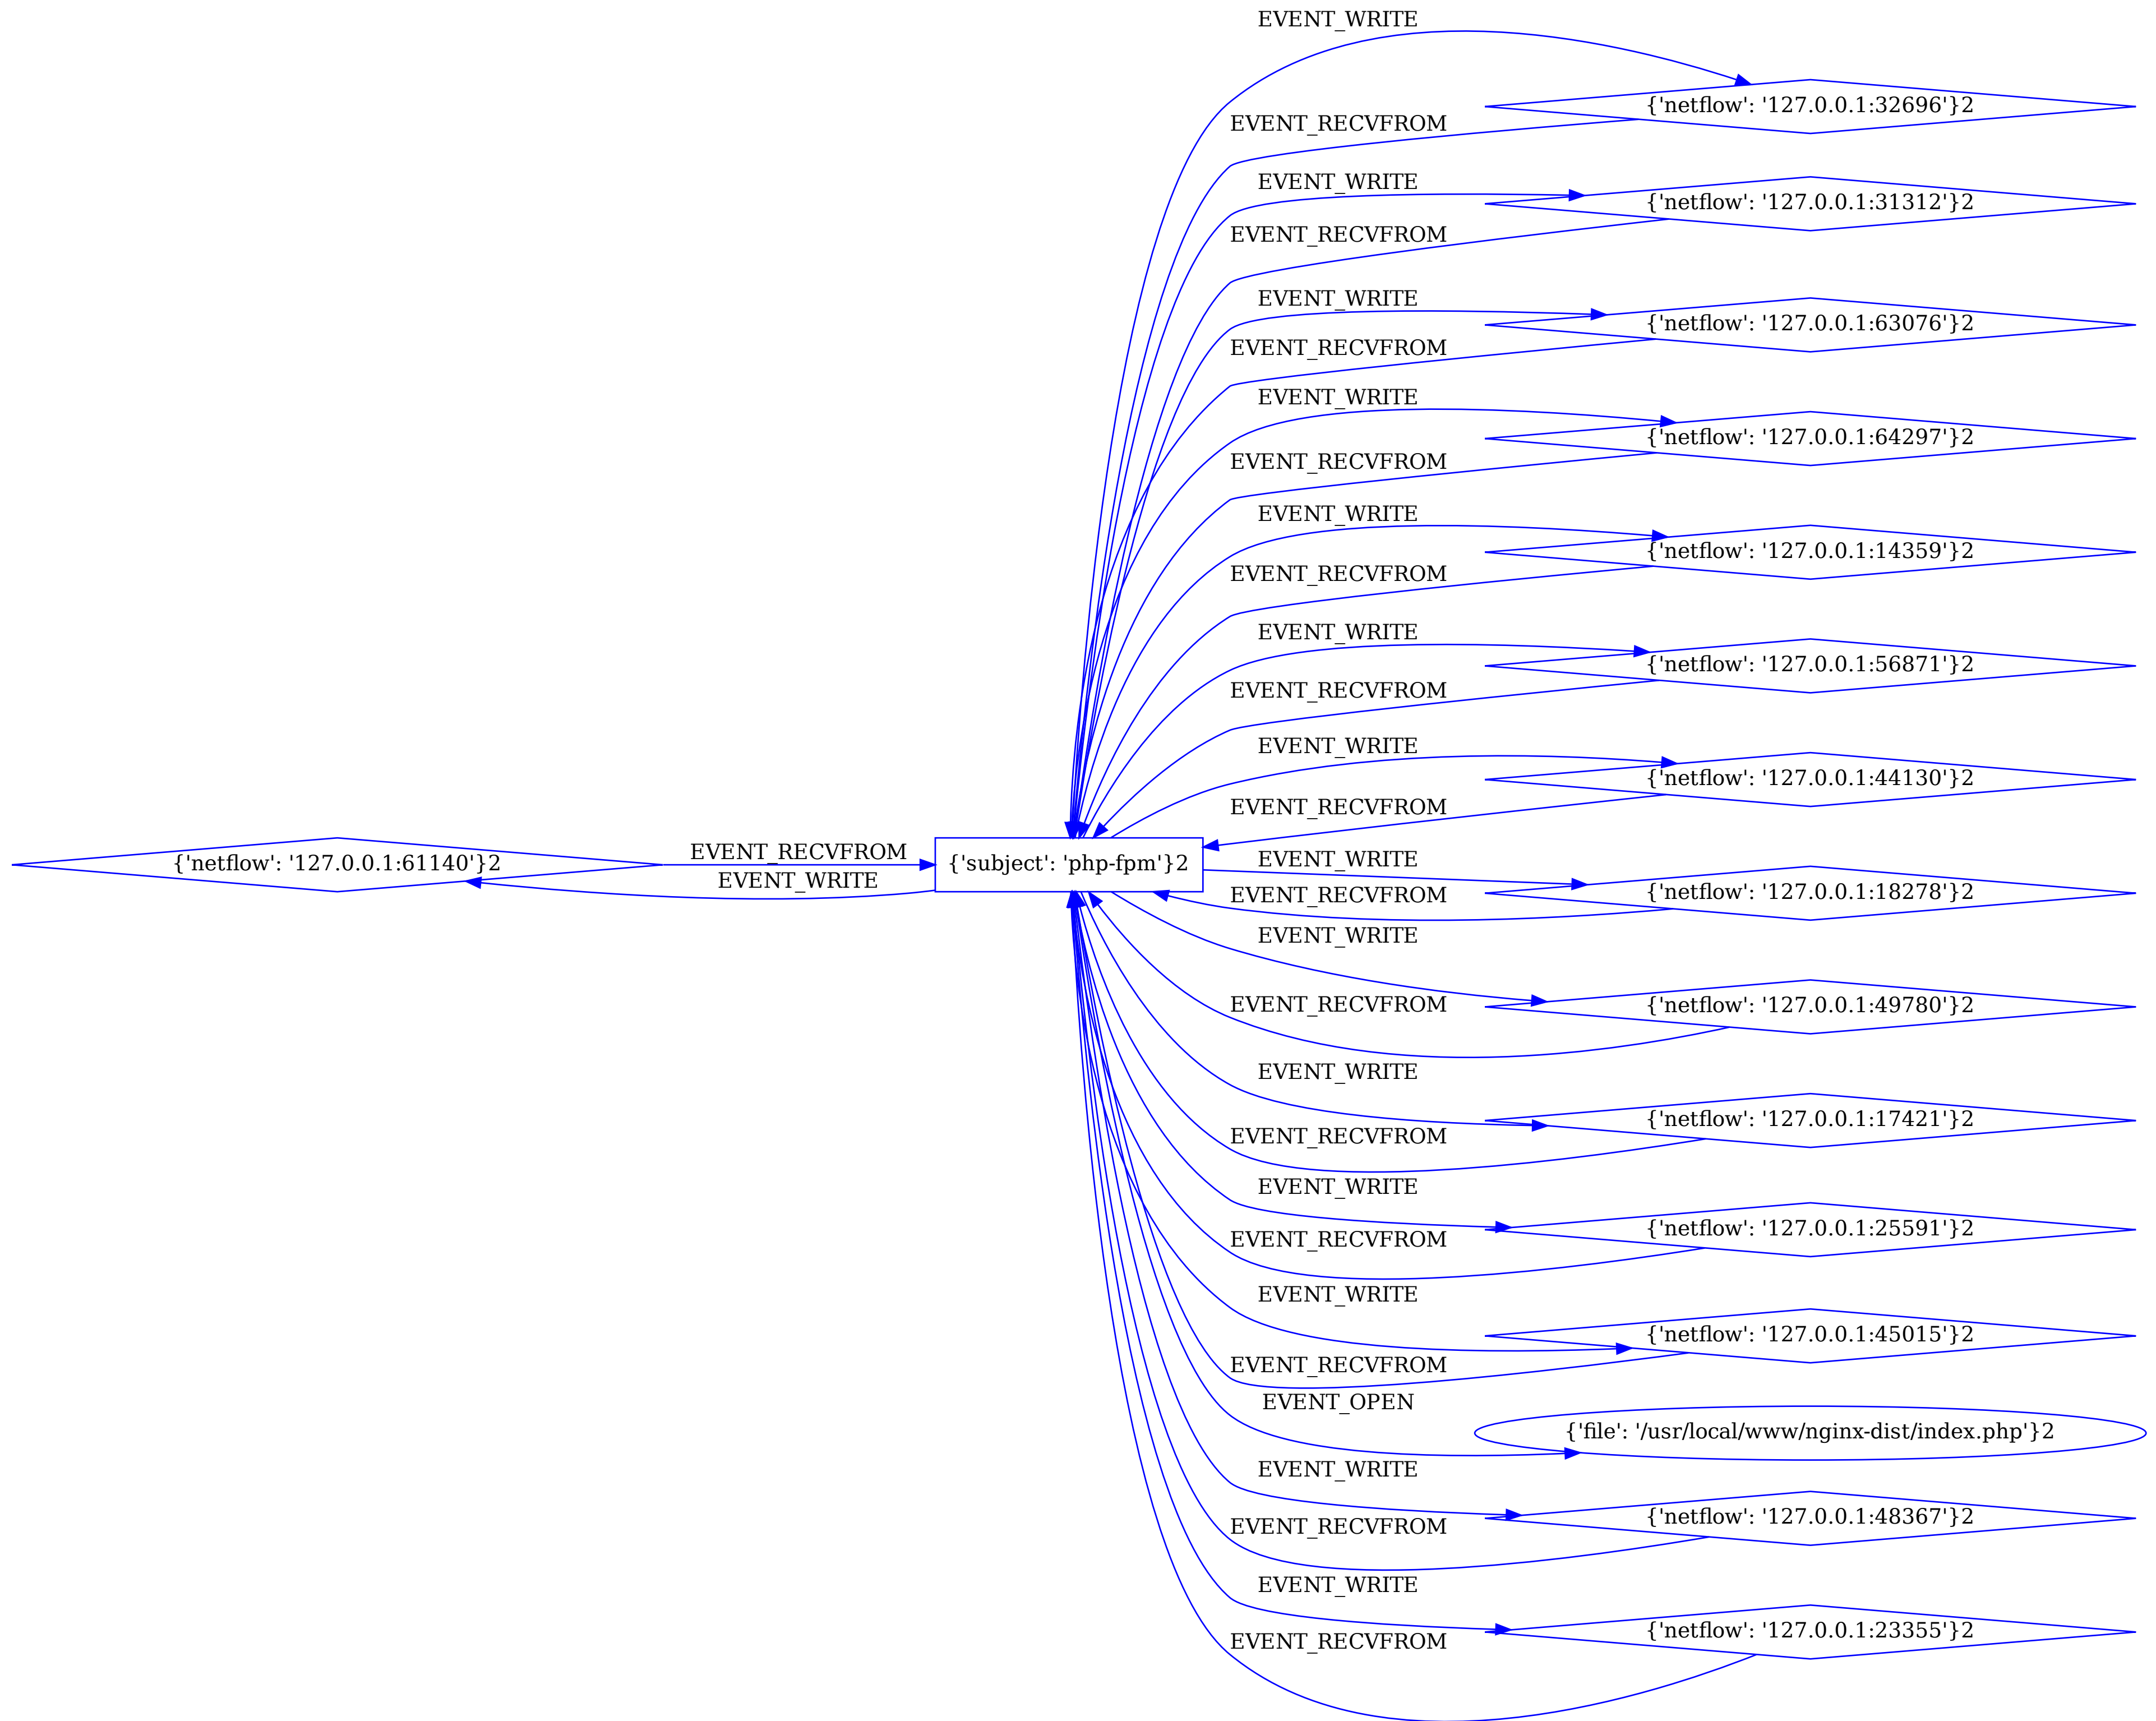 EVENT_WRITE
{'netflow': '127.0.0.1:32696'}2
EVENT_RECVFROM
EVENT_WRITE
{'netflow': '127.0.0.1:31312'}2
EVENT_RECVFROM
EVENT_WRITE
{'netflow': '127.0.0.1:63076'}2
EVENT_RECVFROM
EVENT_WRITE
{'netflow': '127.0.0.1:64297'}2
EVENT_RECVFROM
EVENT_WRITE
{'netflow': '127.0.0.1:14359'}2
EVENT_RECVFROM
EVENT_WRITE
{'netflow': '127.0.0.1:56871'}2
EVENT_RECVFROM
EVENT_WRITE
{'netflow': '127.0.0.1:44130'}2
EVENT_RECVFROM
{'netflow': '127.0.0.1:61140'}2
EVENT_RECVFROM
EVENT_WRITE
{'subject': 'php-fpm'}2
EVENT_WRITE
{'netflow': '127.0.0.1:18278'}2
EVENT_RECVFROM
EVENT_WRITE
{'netflow': '127.0.0.1:49780'}2
EVENT_RECVFROM
EVENT_WRITE
{'netflow': '127.0.0.1:17421'}2
EVENT_RECVFROM
EVENT_WRITE
{'netflow': '127.0.0.1:25591'}2
EVENT_RECVFROM
EVENT_WRITE
{'netflow': '127.0.0.1:45015'}2
EVENT_RECVFROM
EVENT_OPEN
{'file': '/usr/local/www/nginx-dist/index.php'}2
EVENT_WRITE
{'netflow': '127.0.0.1:48367'}2
EVENT_RECVFROM
EVENT_WRITE
{'netflow': '127.0.0.1:23355'}2
EVENT_RECVFROM